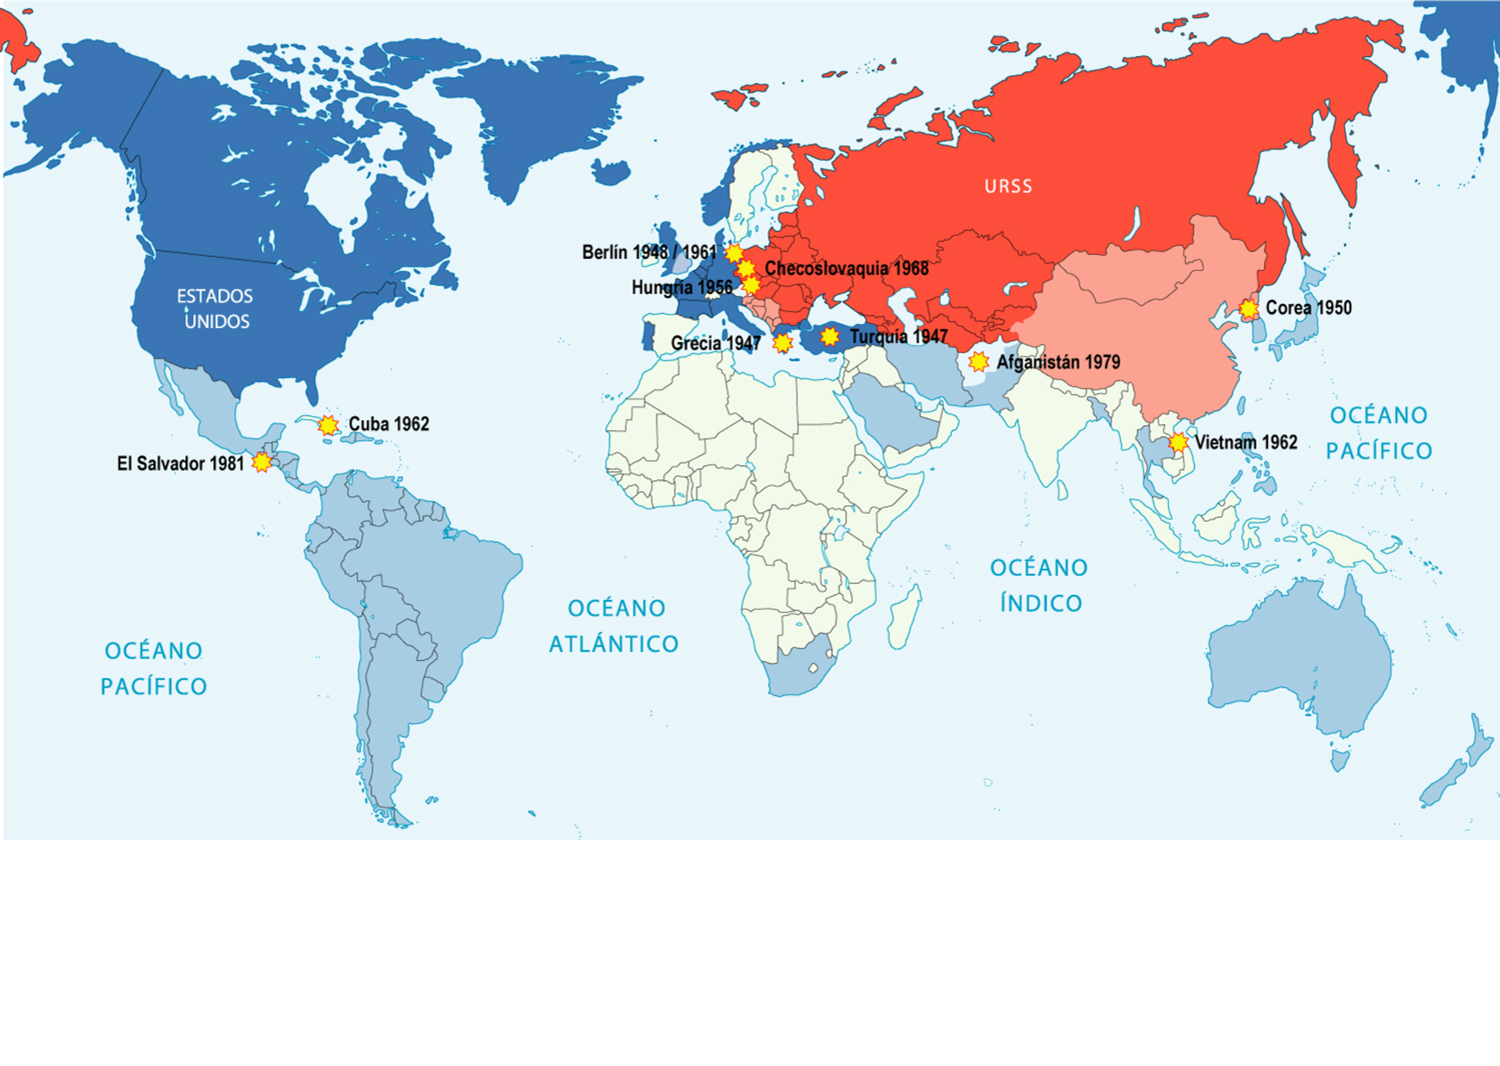 URSS
Berlín 1948 / 1961
Checoslovaquia 1968
Hungría 1956
ESTADOS
UNIDOS
Corea 1950
Grecia 1947
Turquía 1947
Afganistán 1979
Cuba 1962
OCÉANO
PACÍFICO
Vietnam 1962
El Salvador 1981
OCÉANO
ÍNDICO
OCÉANO
ATLÁNTICO
OCÉANO
PACÍFICO